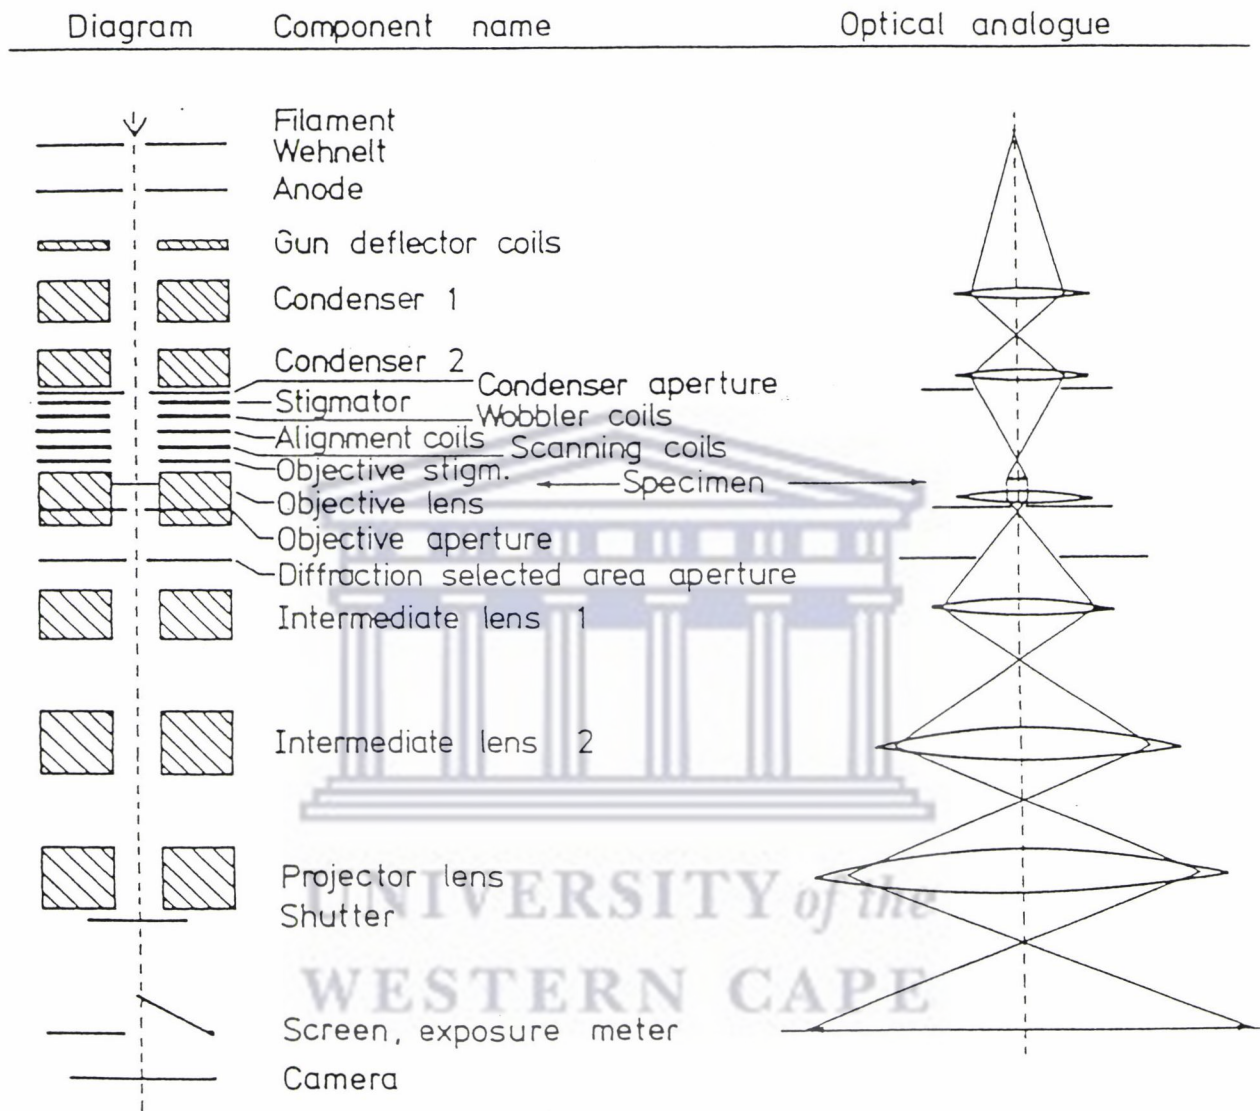 Diagram Component name Optical analogue
Filament
Wehnelt
Anode
Gun deflector coils
Condenser 1
Condenser 2
Condenser aperture
Stigmator
Wobbler coils
Alignment coils
Scanning coils
Objective stigm.
Specimen
Objective lens
Objective aperture
Diffraction selected area aperture
Intermediate lens 1
Intermediate lens 2
Projector lens
UNIVERSITY of the
Shutter
WESTERN CAPE
Screen, exposure meter
Camera